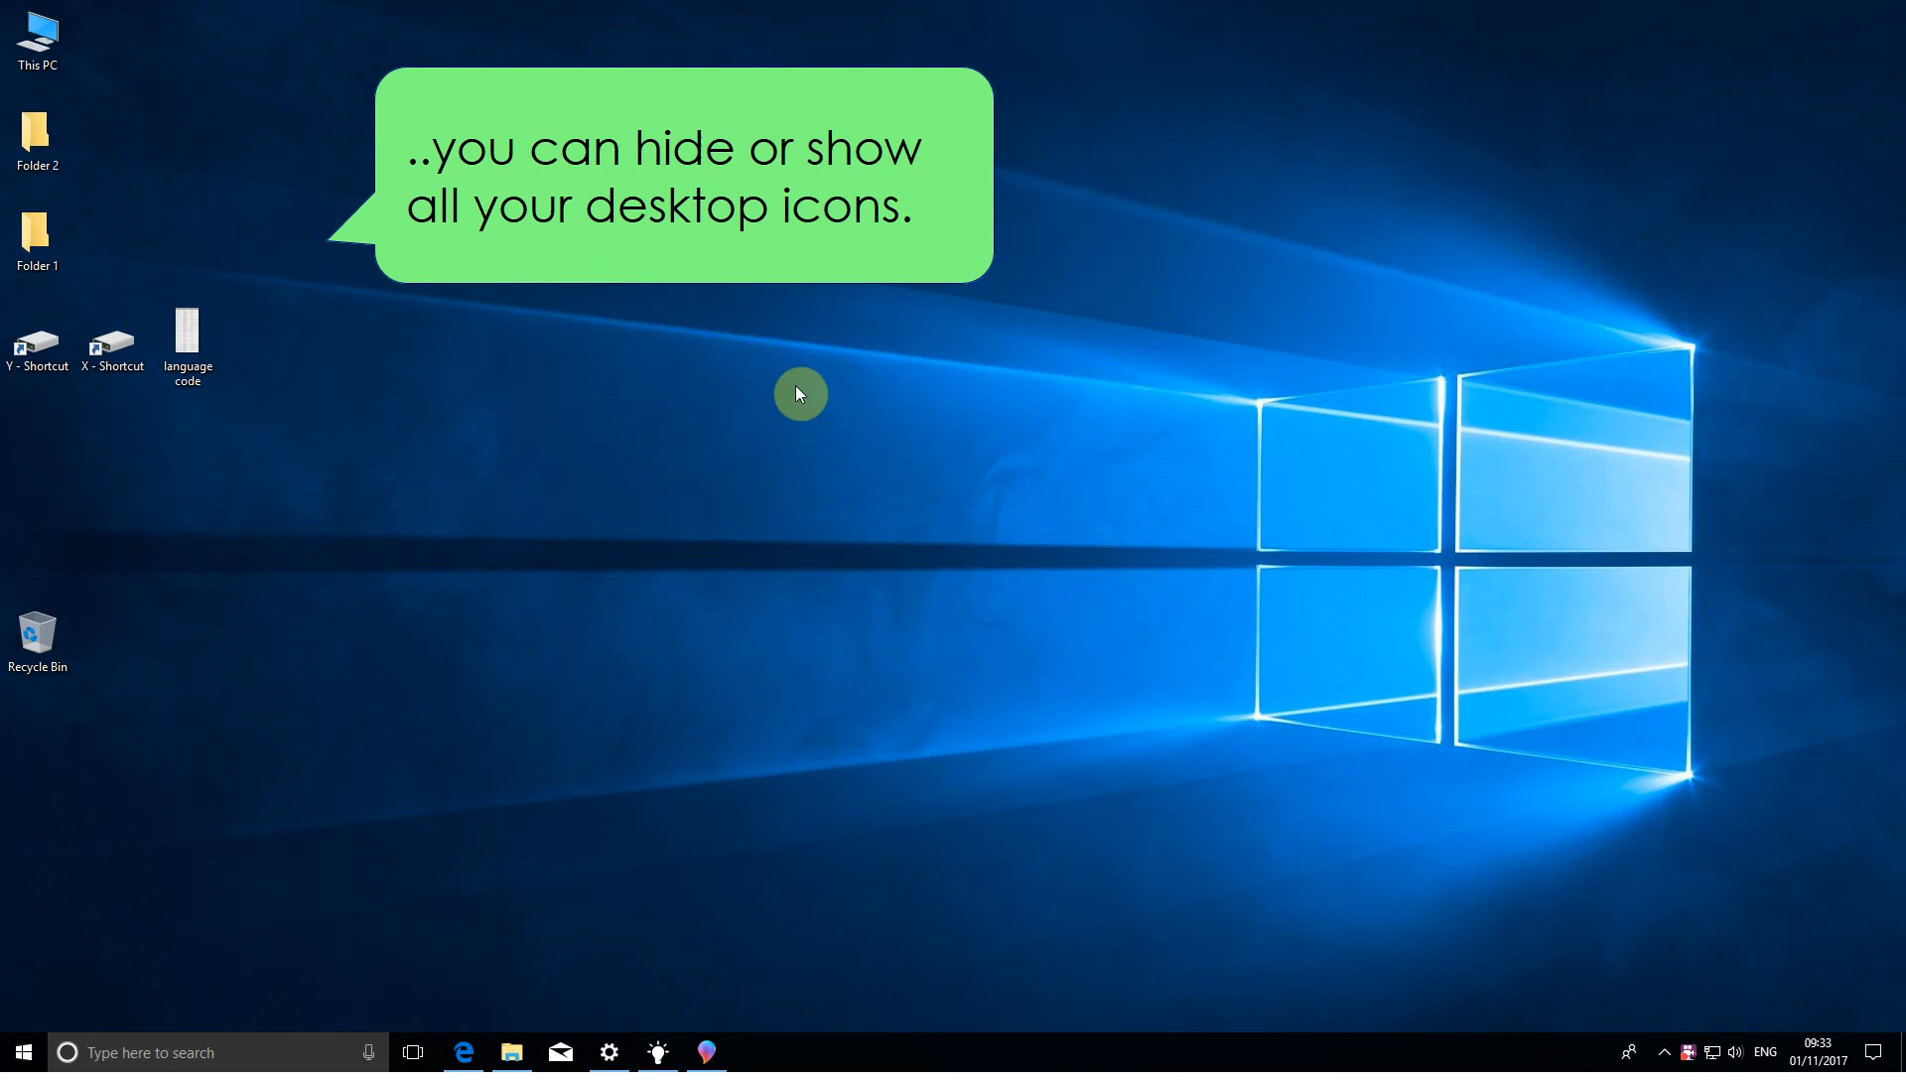 This PC
..you can hide or show
all your desktop icons.
Folder 2
Folder 1
Y - Shortcut
X - Shortcut
language
code
Recycle Bin
Type here to search
ENG
09:33
01/11/2017